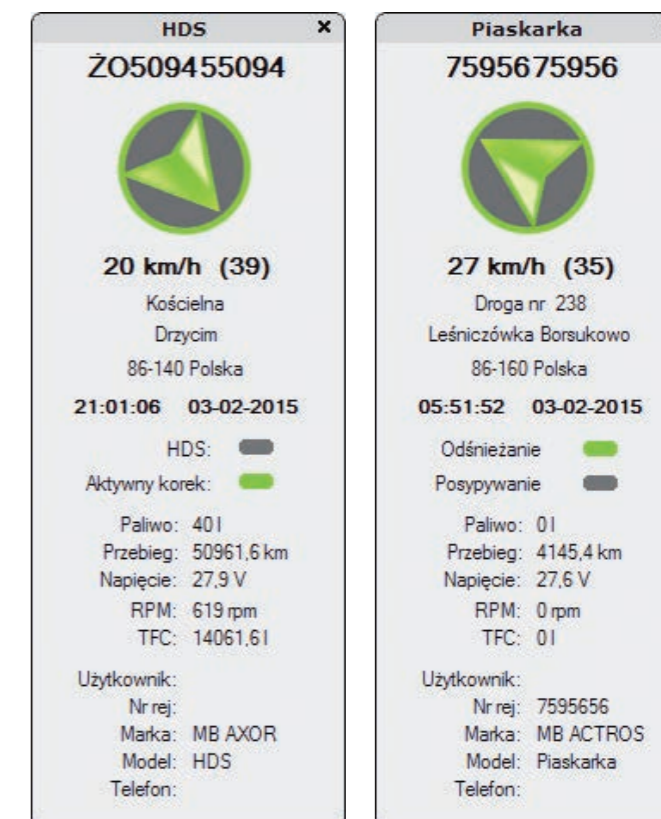 HDS ×
ŻO509455094
20 km/h (39)
Kościelna
Drzycim
86-140 Polska
21:01:06 03-02-2015
HDS:
Aktywny korek:
Paliwo: 40 l
Przebieg: 50961,6 km
Napięcie: 27,9 V
RPM: 619 rpm
TFC: 14061,6 l
Użytkownik:
Nr rej:
Marka: MB AXOR
Model: HDS
Telefon:
Piaskarka
7595675956
27 km/h (35)
Droga nr 238
Leśniczówka Borsukowo
86-160 Polska
05:51:52 03-02-2015
Odśnieżanie
Posypywanie
Paliwo: 0 l
Przebieg: 4145,4 km
Napięcie: 27,6 V
RPM: 0 rpm
TFC: 0 l
Użytkownik:
Nr rej: 7595656
Marka: MB ACTROS
Model: Piaskarka
Telefon: